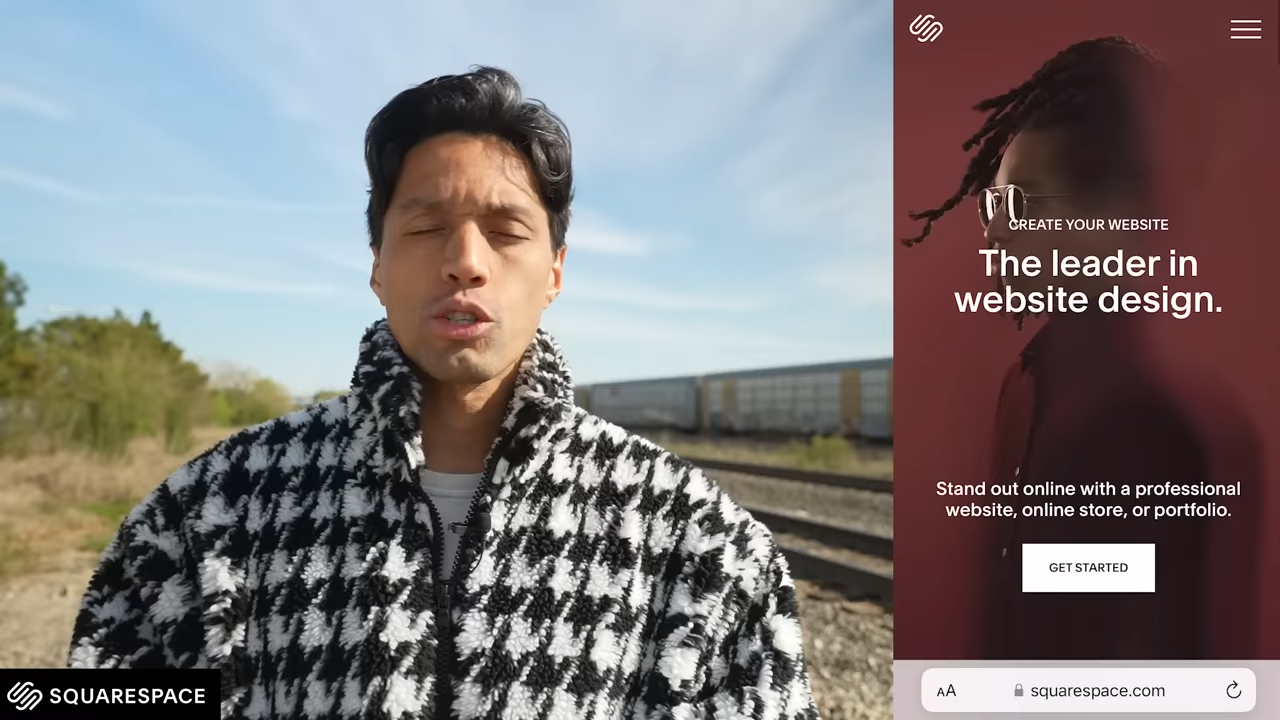 CREATE YOUR WEBSITE
The leader in
website design.
Stand out online with a professional
website, online store, or portfolio.
GET STARTED
AA squarespace.com
SQUARESPACE